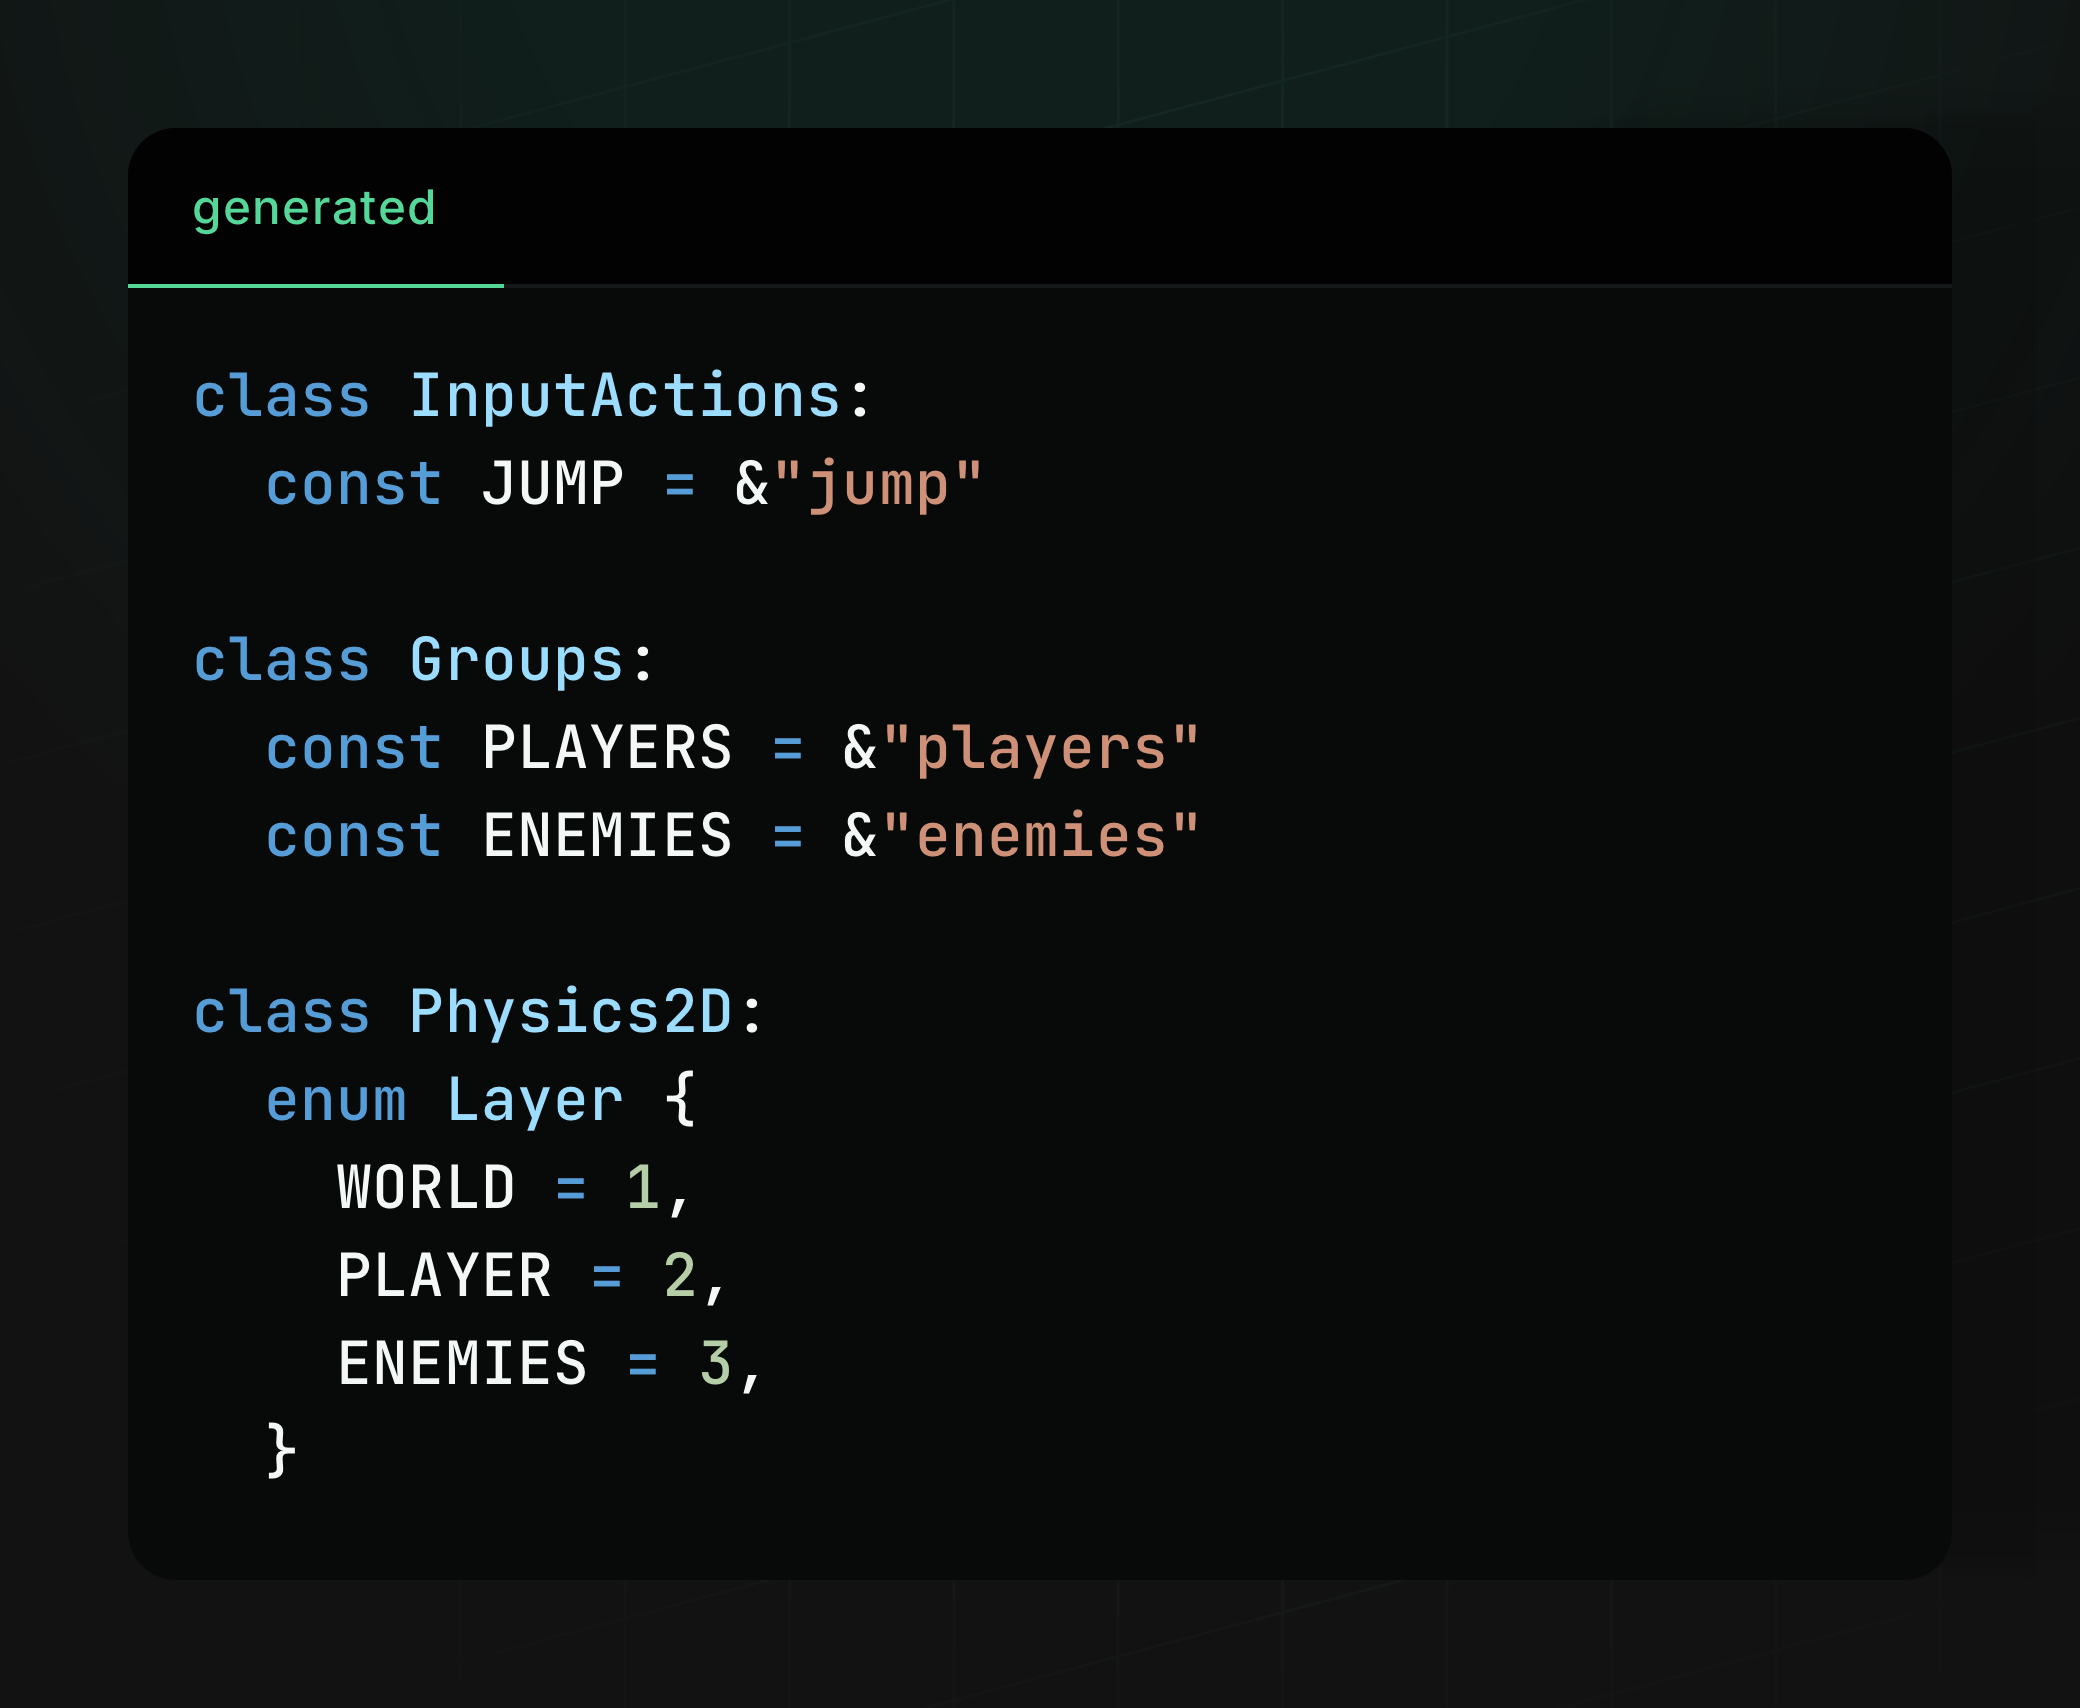 generated
class InputActions:
  const JUMP = &"jump"
class Groups:
  const PLAYERS = &"players"
  const ENEMIES = &"enemies"
class Physics2D:
  enum Layer {
    WORLD = 1,
    PLAYER = 2,
    ENEMIES = 3,
  }